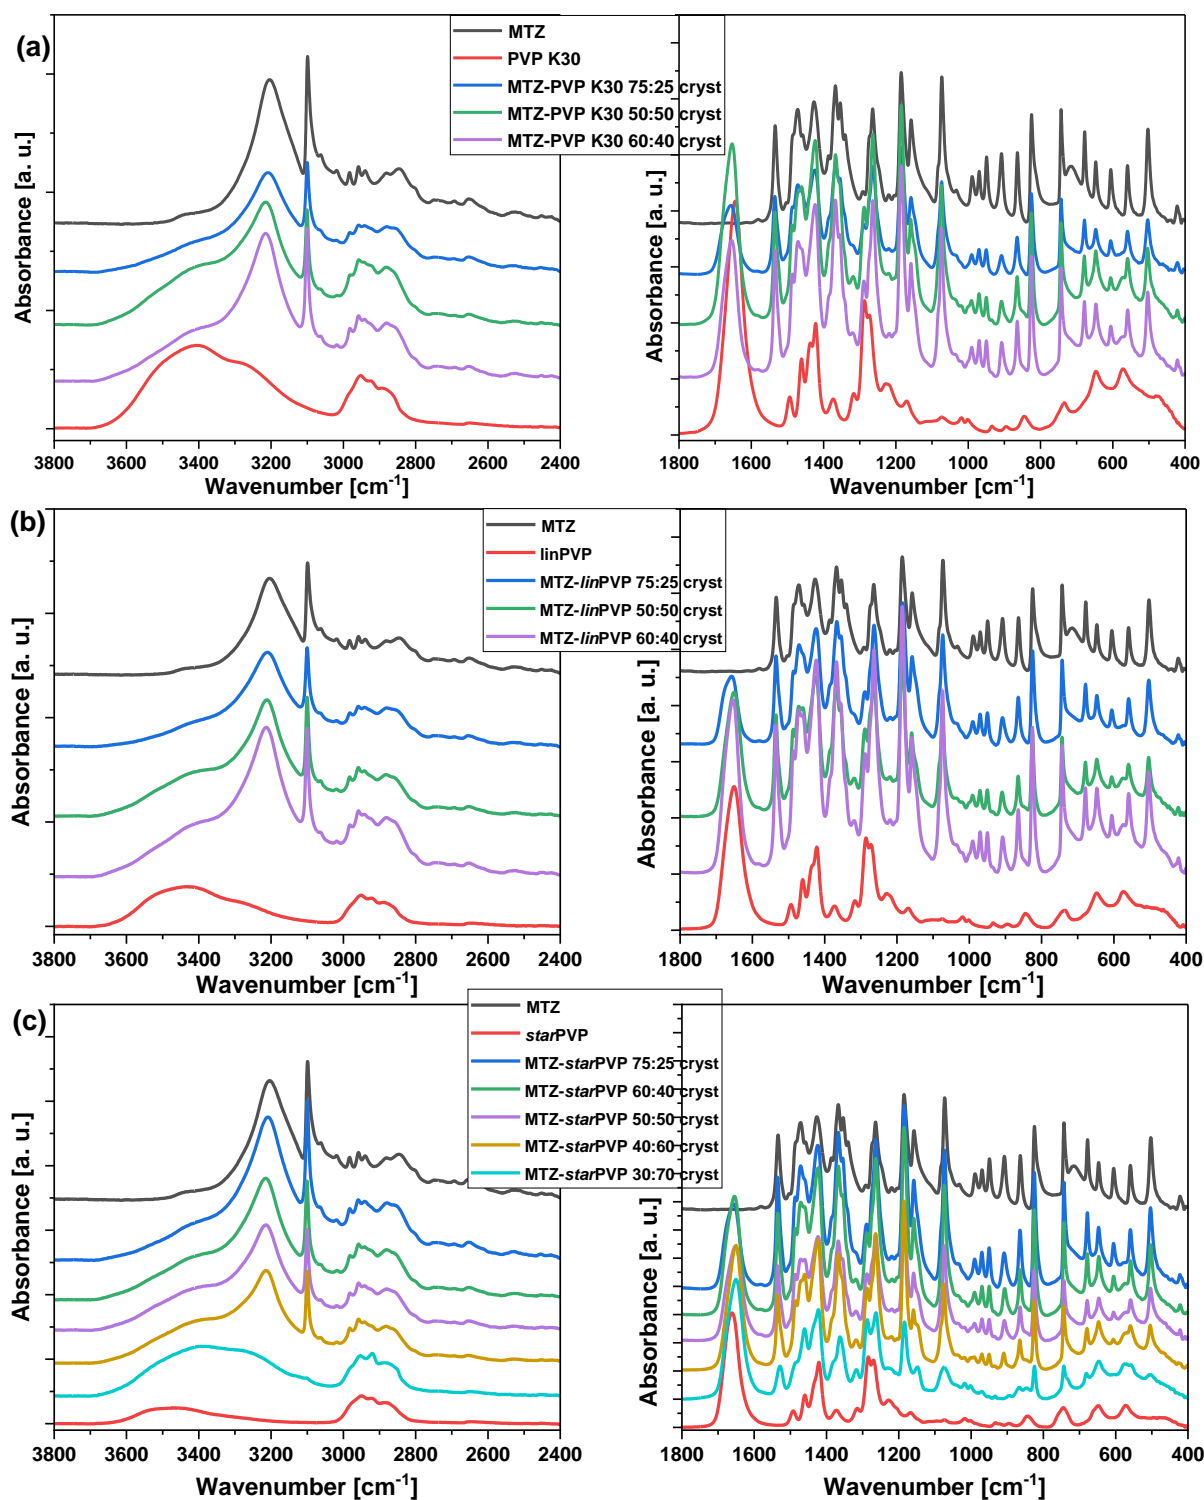 (a)
MTZ
PVP K30
MTZ-PVP K30 75:25 cryst
MTZ-PVP K30 50:50 cryst
MTZ-PVP K30 60:40 cryst
Absorbance [a. u.]
Absorbance [a. u.]
3800 3600 3400 3200 3000 2800 2600 2400
1800 1600 1400 1200 1000 800 600 400
Wavenumber [cm⁻¹]
Wavenumber [cm⁻¹]
(b)
MTZ
linPVP
MTZ-linPVP 75:25 cryst
MTZ-linPVP 50:50 cryst
MTZ-linPVP 60:40 cryst
Absorbance [a. u.]
Absorbance [a. u.]
3800 3600 3400 3200 3000 2800 2600 2400
1800 1600 1400 1200 1000 800 600 400
Wavenumber [cm⁻¹]
Wavenumber [cm⁻¹]
(c)
MTZ
starPVP
MTZ-starPVP 75:25 cryst
MTZ-starPVP 60:40 cryst
MTZ-starPVP 50:50 cryst
MTZ-starPVP 40:60 cryst
MTZ-starPVP 30:70 cryst
Absorbance [a. u.]
Absorbance [a. u.]
3800 3600 3400 3200 3000 2800 2600 2400
1800 1600 1400 1200 1000 800 600 400
Wavenumber [cm⁻¹]
Wavenumber [cm⁻¹]